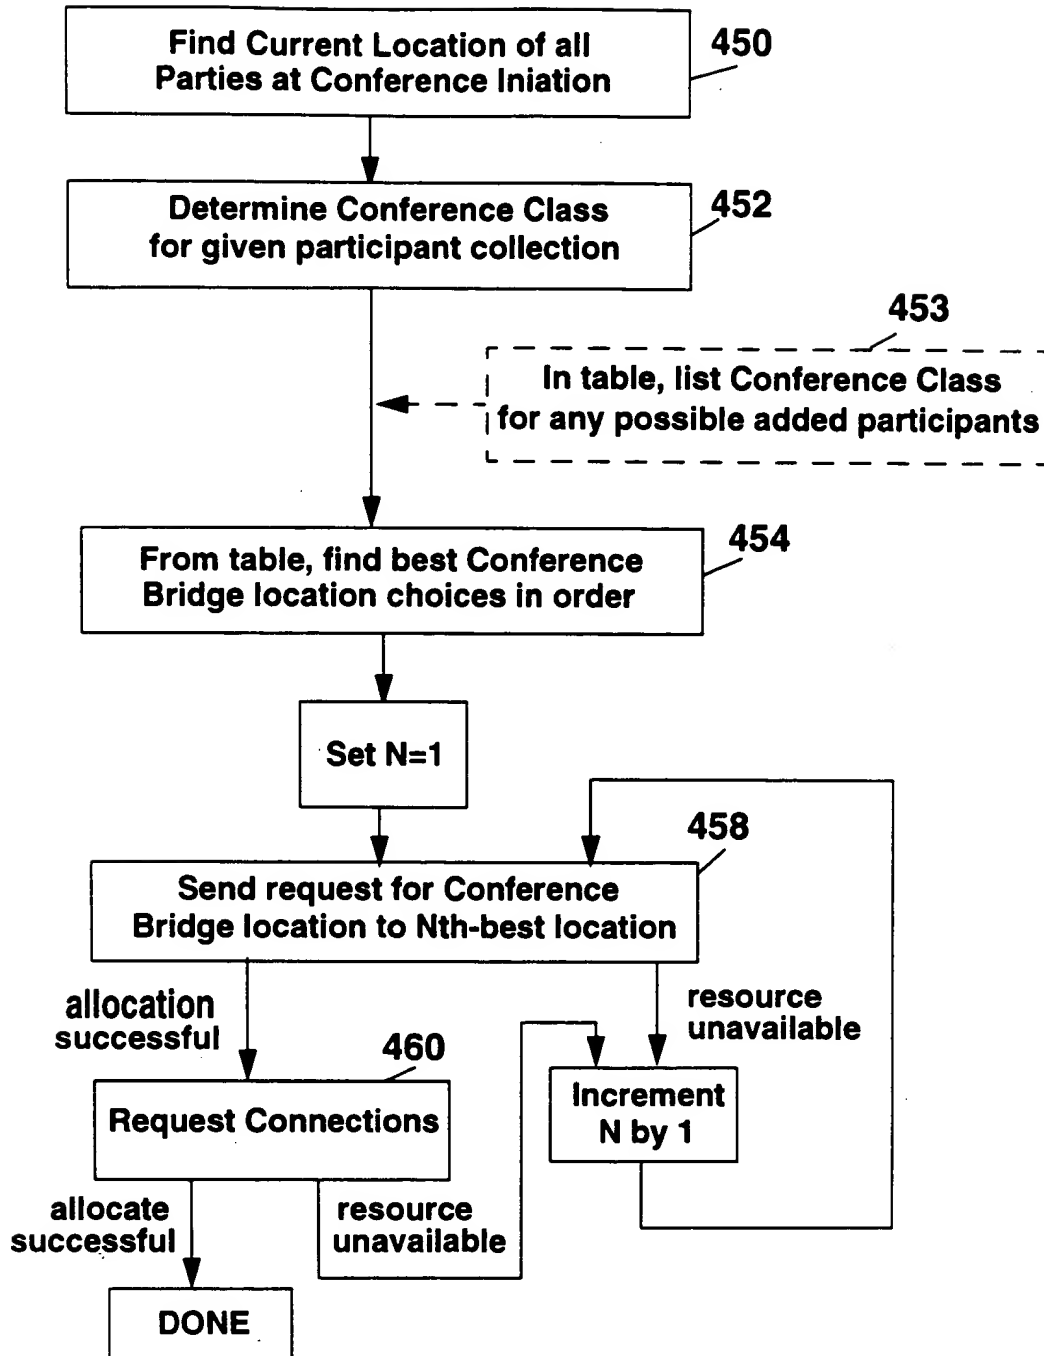 Find Current Location of all
Parties at Conference Iniation
450
Determine Conference Class
for given participant collection
452
453
In table, list Conference Class
for any possible added participants
From table, find best Conference
Bridge location choices in order
454
Set N=1
458
Send request for Conference
Bridge location to Nth-best location
allocation
successful
resource
unavailable
460
Request Connections
Increment
N by 1
allocate
successful
resource
unavailable
DONE